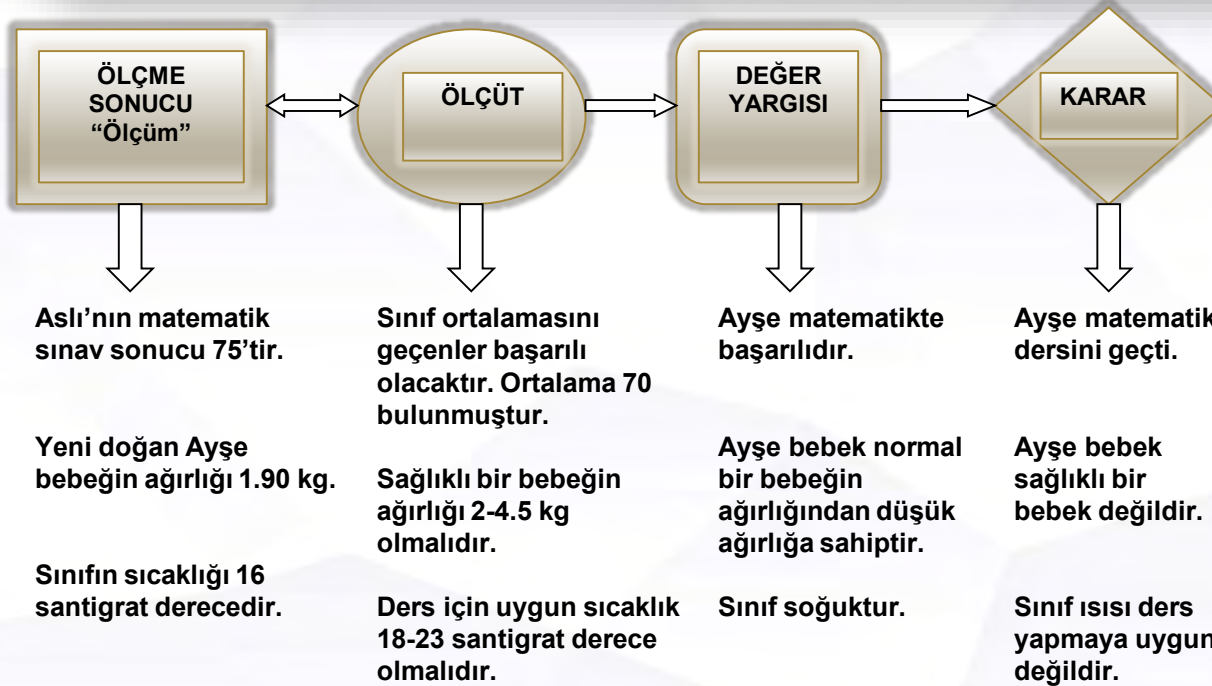 ÖLÇME
SONUCU
“Ölçüm”
ÖLÇÜT
DEĞER
YARGISI
KARAR
Aslı’nın matematik
sınav sonucu 75’tir.
Yeni doğan Ayşe
bebeğin ağırlığı 1.90 kg.
Sınıfın sıcaklığı 16
santigrat derecedir.
Sınıf ortalamasını
geçenler başarılı
olacaktır. Ortalama 70
bulunmuştur.
Sağlıklı bir bebeğin
ağırlığı 2-4.5 kg
olmalıdır.
Ders için uygun sıcaklık
18-23 santigrat derece
olmalıdır.
Ayşe matematikte
başarılıdır.
Ayşe bebek normal
bir bebeğin
ağırlığından düşük
ağırlığa sahiptir.
Sınıf soğuktur.
Ayşe matematik
dersini geçti.
Ayşe bebek
sağlıklı bir
bebek değildir.
Sınıf ısısı ders
yapmaya uygun
değildir.